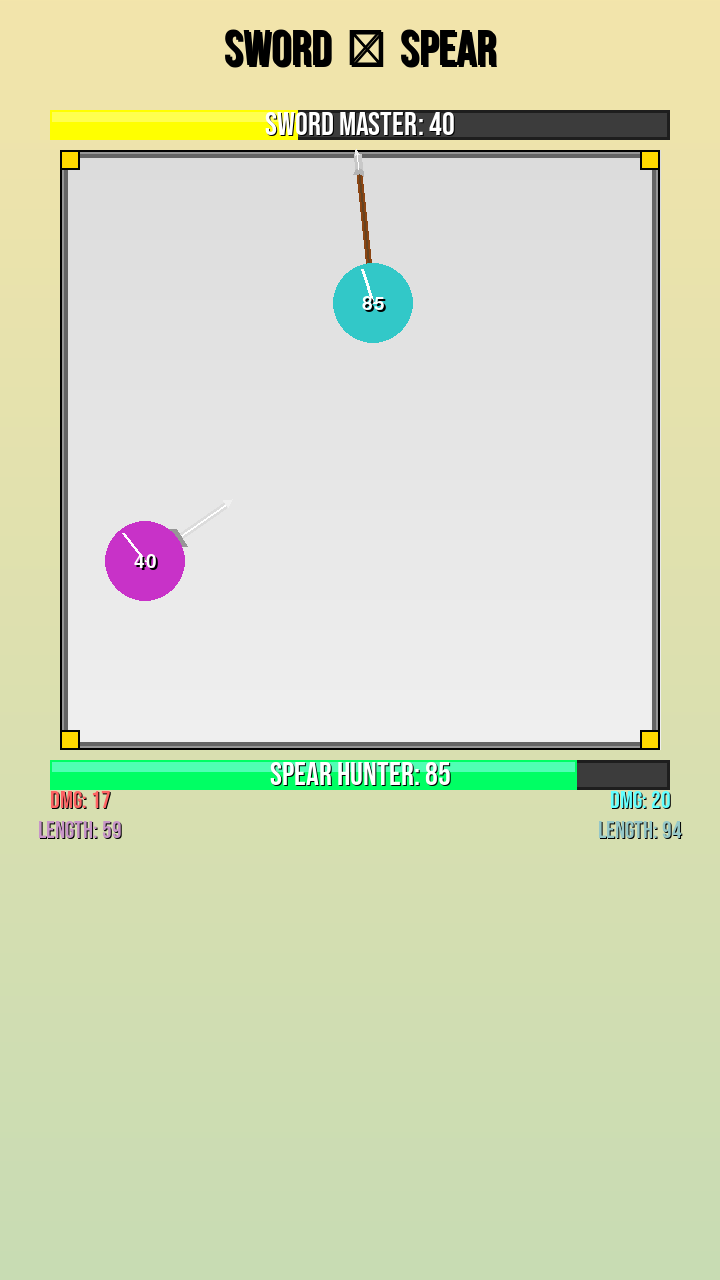 SWORD SPEAR
SWORD MASTER: 40
85
40
SPEAR HUNTER: 85
DMG: 17
DMG: 20
LENGTH: 59
LENGTH: 94